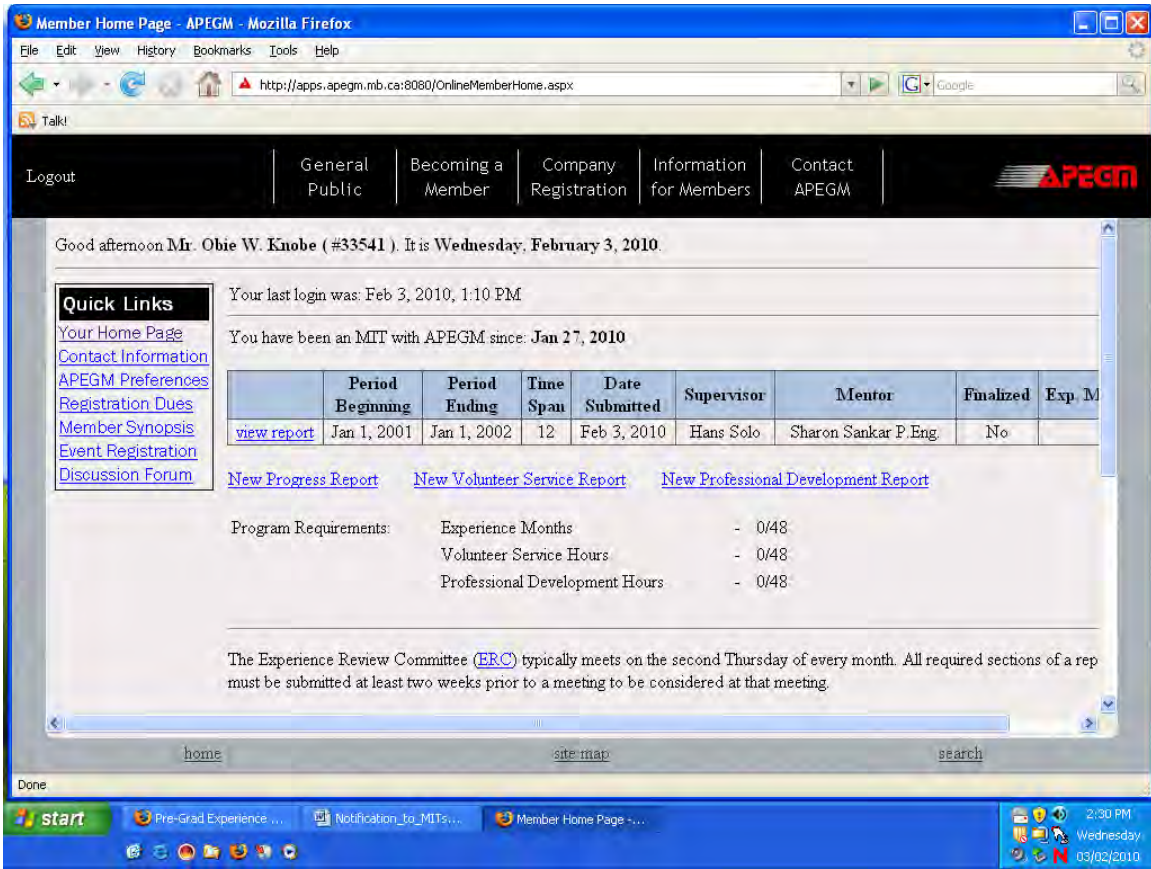 Member Home Page - APEGM - Mozilla Firefox
File Edit View History Bookmarks Tools Help
http://apps.apegm.mb.ca:8080/OnlineMemberHome.aspx
G Google
Talk!
Logout
General Public
Becoming a Member
Company Registration
Information for Members
Contact APEGM
APEGM
Good afternoon Mr. Obie W. Knobe ( #33541 ). It is Wednesday, February 3, 2010.
Quick Links
Your Home Page
Contact Information
APEGM Preferences
Registration Dues
Member Synopsis
Event Registration
Discussion Forum
Your last login was: Feb 3, 2010, 1:10 PM
You have been an MIT with APEGM since: Jan 27, 2010
Period Beginning Period Ending Time Span Date Submitted Supervisor Mentor Finalized Exp. M
view report Jan 1, 2001 Jan 1, 2002 12 Feb 3, 2010 Hans Solo Sharon Sankar P.Eng. No
New Progress Report New Volunteer Service Report New Professional Development Report
Program Requirements: Experience Months - 0/48
Volunteer Service Hours - 0/48
Professional Development Hours - 0/48
The Experience Review Committee (ERC) typically meets on the second Thursday of every month. All required sections of a rep
must be submitted at least two weeks prior to a meeting to be considered at that meeting.
home site map search
Done
start Pre-Grad Experience ... Notification_to_MITs... Member Home Page -...
2:30 PM
Wednesday
03/02/2010